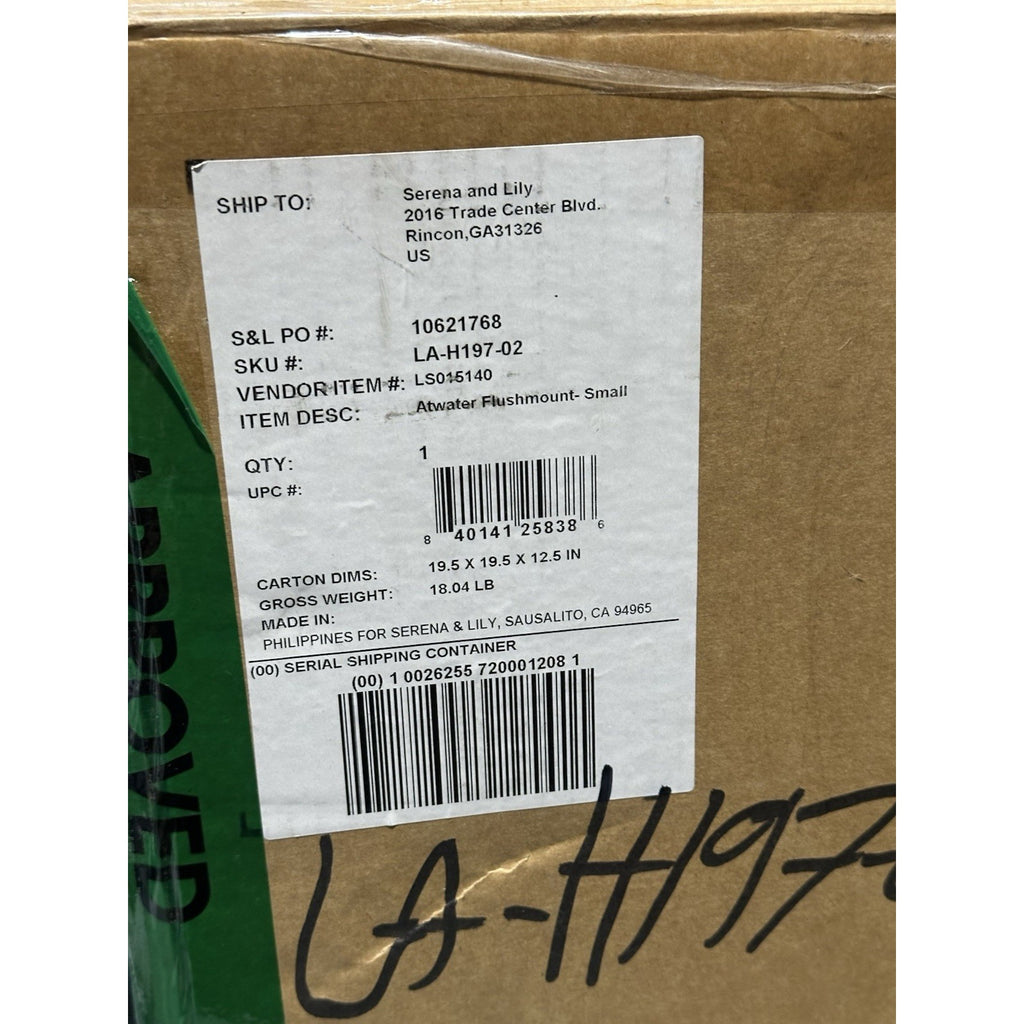 SHIP TO: Serena and Lily
2016 Trade Center Blvd.
Rincon,GA31326
US
S&L PO #: 10621768
SKU #: LA-H197-02
VENDOR ITEM #: LS015140
ITEM DESC: Atwater Flushmount- Small
QTY: 1
UPC #:
8 40141 25838 6
CARTON DIMS: 19.5 X 19.5 X 12.5 IN
GROSS WEIGHT: 18.04 LB
MADE IN:
PHILIPPINES FOR SERENA & LILY, SAUSALITO, CA 94965
(00) SERIAL SHIPPING CONTAINER
(00) 1 0026255 720001208 1
APPROVED
LA-H197-